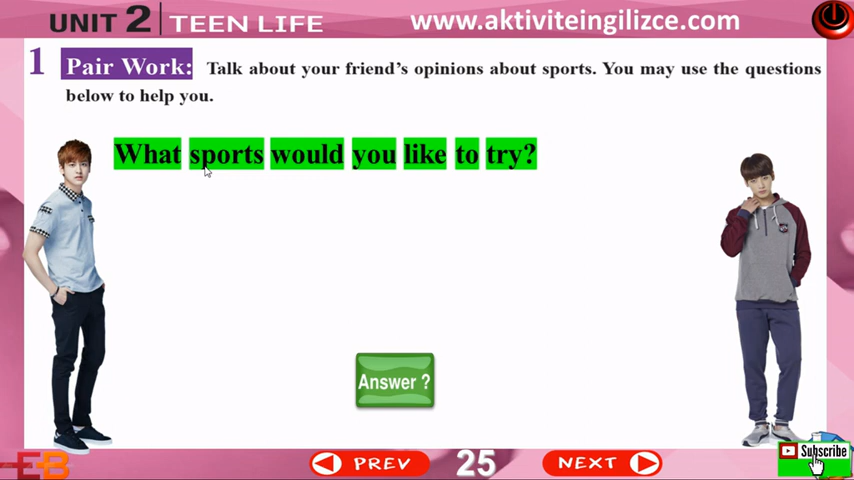 UNIT 2 TEEN LIFE
www.aktiviteingilizce.com
1 Pair Work: Talk about your friend's opinions about sports. You may use the questions
below to help you.
What sports would you like to try?
Answer ?
PREV 25 NEXT
Subscribe
EB